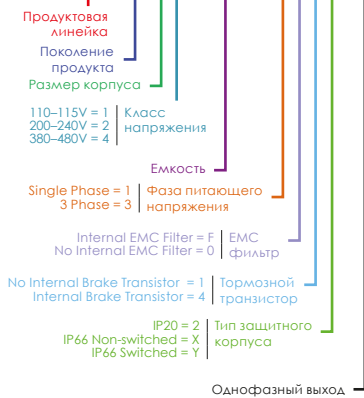 Продуктовая
линейка
Поколение
продукта
Размер корпуса
110–115V = 1 Класс
200–240V = 2 напряжения
380–480V = 4
Емкость
Single Phase = 1 Фаза питающего
3 Phase = 3 напряжения
Internal EMC Filter = F EMC
No Internal EMC Filter = 0 фильтр
No Internal Brake Transistor = 1 Тормозной
Internal Brake Transistor = 4 транзистор
IP20 = 2 Тип защитного
IP66 Non-switched = X корпуса
IP66 Switched = Y
Однофазный выход